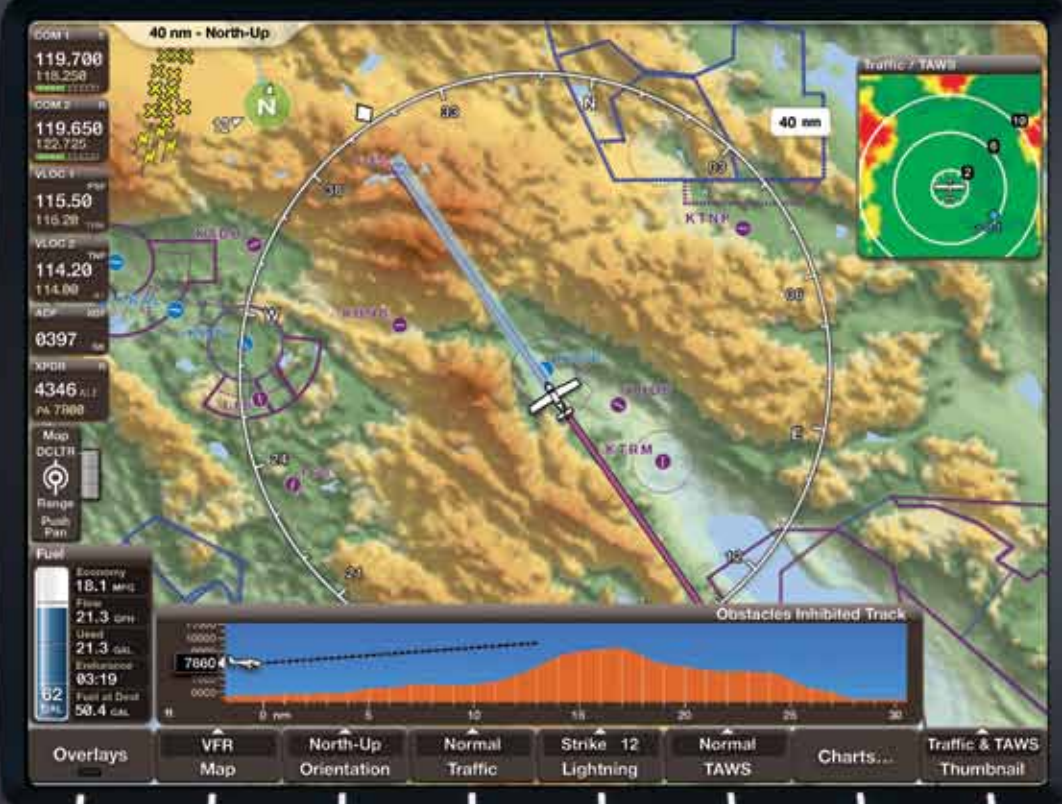 COM 1
119.700
118.250
COM 2
119.650
122.725
VLOC 1
115.50
116.20
VLOC 2
114.20
114.00
ADF
0397
XPDR
4346 ALT
PA 7800
Map
DCLTR
Range
Push
Pan
Fuel
Economy
18.1 MPG
Flow
21.3 GPH
Used
21.3 GAL
Endurance
03:19
Fuel at Dest
50.4 GAL
62
GAL
40 nm - North-Up
N
12
33
N
03
06
E
12
21
24
W
30
40 nm
KTNP
KTRM
Traffic / TAWS
10
6
2
Obstacles Inhibited Track
10000
7660
ft
0 nm
5
10
15
20
25
30
Overlays
VFR
Map
North-Up
Orientation
Normal
Traffic
Strike 12
Lightning
Normal
TAWS
Charts...
Traffic & TAWS
Thumbnail